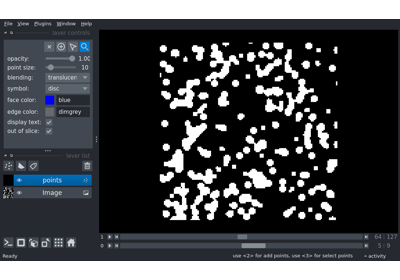 File View Plugins Window Help
layer controls
opacity: 1.00
point size: 10
blending: translucen
symbol: disc
face color: blue
edge color: dimgrey
display text:
out of slice:
layer list
points
Image
1 64 127
0 5 9
Ready use <2> for add points, use <3> for select points activity